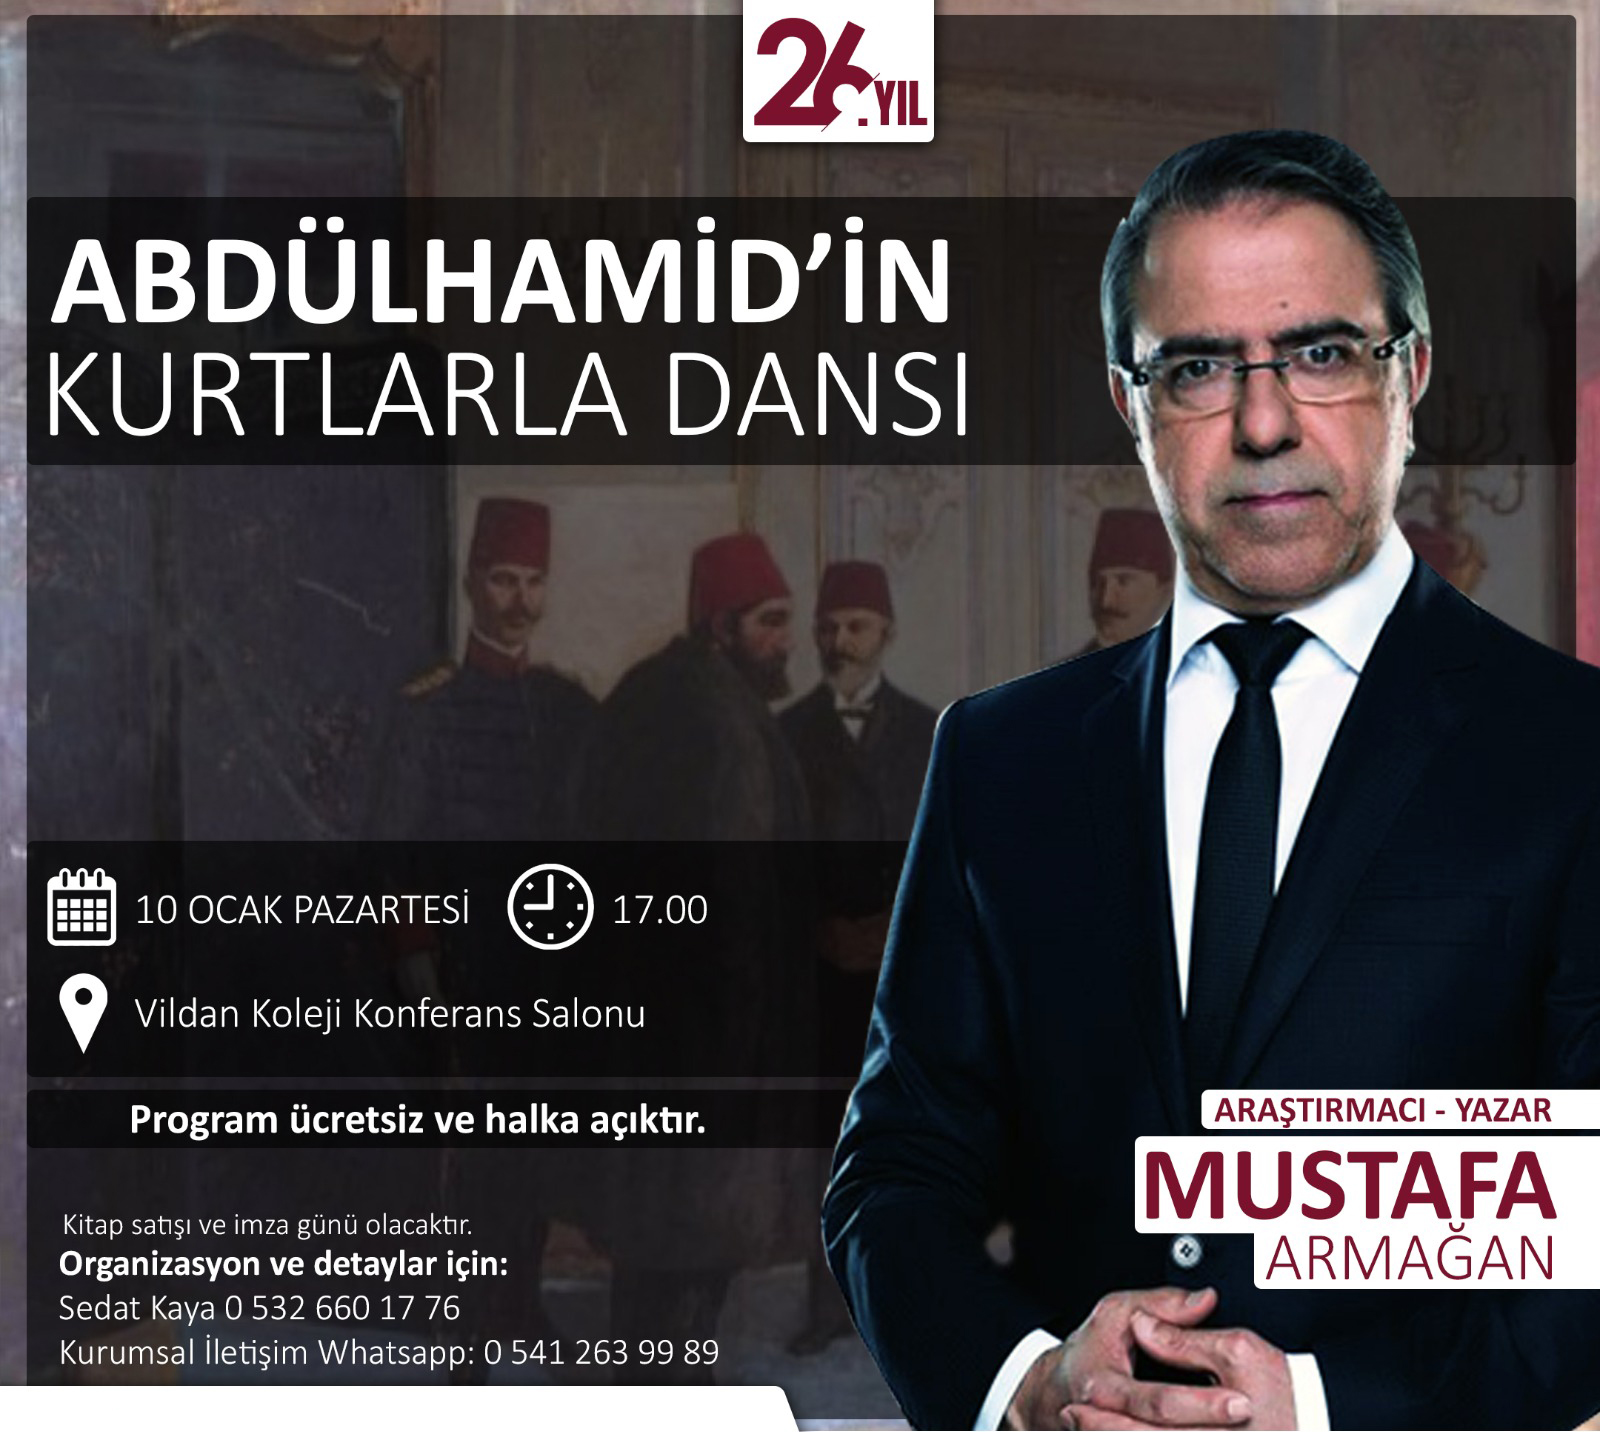 26.YIL
ABDÜLHAMİD’İN
KURTLARLA DANSI
10 OCAK PAZARTESİ 17.00
Vildan Koleji Konferans Salonu
Program ücretsiz ve halka açıktır.
Kitap satışı ve imza günü olacaktır.
Organizasyon ve detaylar için:
Sedat Kaya 0 532 660 17 76
Kurumsal İletişim Whatsapp: 0 541 263 99 89
ARAŞTIRMACI - YAZAR
MUSTAFA
ARMAĞAN